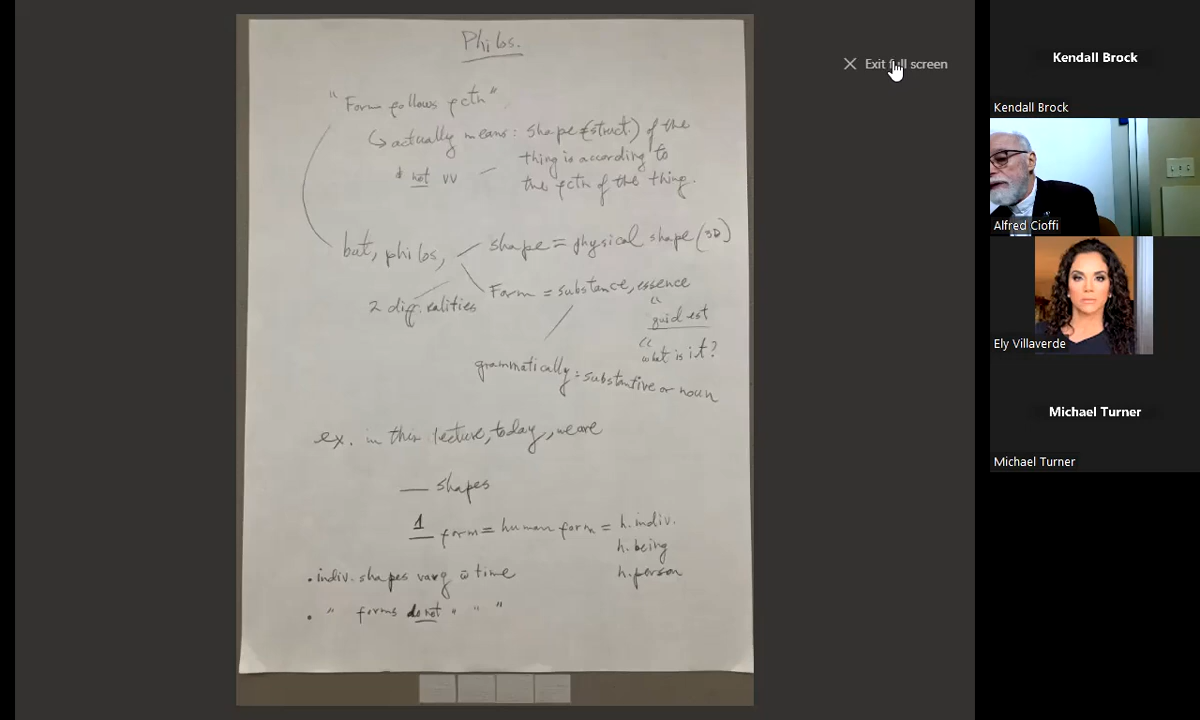 Philos.
"Form follows fctn"
↳ actually means: shape (struct.) of the
thing is according to
& not vv
the fctn of the thing.
but, philos, shape = physical shape (3D)
Form = substance, essence
2 diff. realities
"quid est
"what is it?
grammatically = substantive or noun
ex. in this lecture, today, we are
__ shapes
1 form = human form = h. indiv.
h. being
h. person
• indiv. shapes vary w̄ time
• " forms do not " " "
Exit full screen
Kendall Brock
Kendall Brock
Alfred Cioffi
Ely Villaverde
Michael Turner
Michael Turner